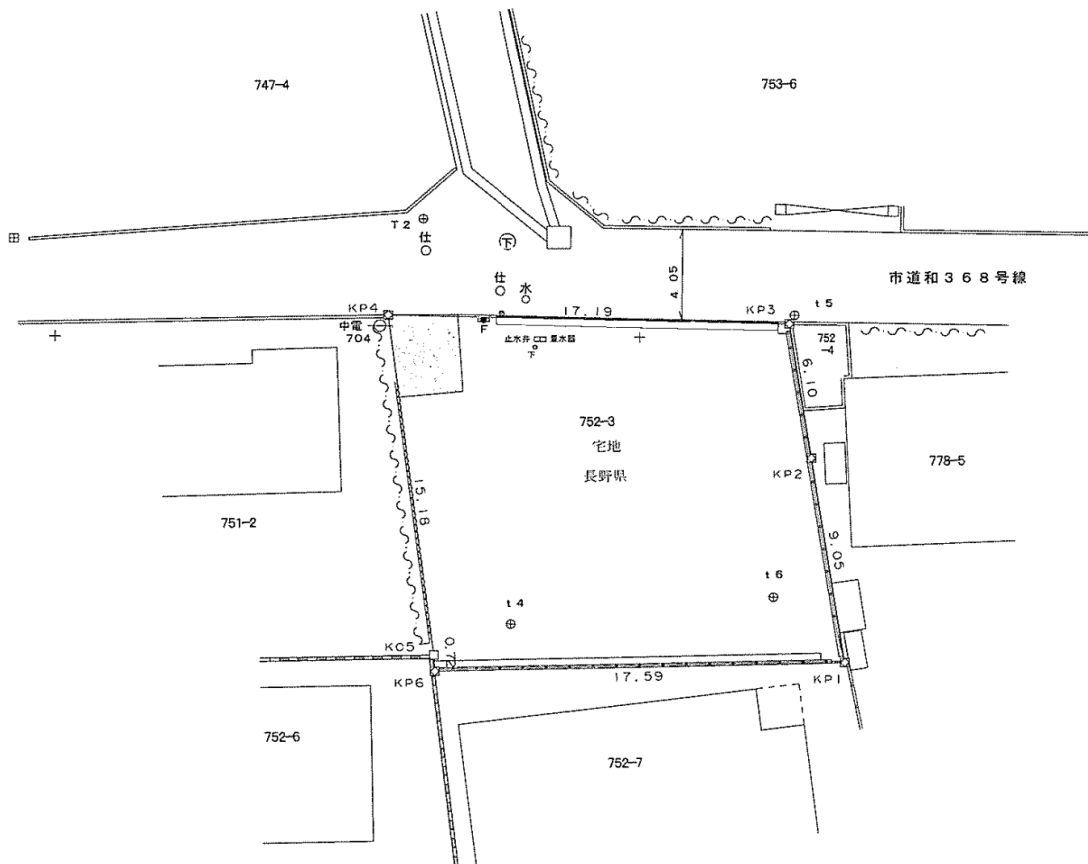 747-4
753-6
T2
仕
下
4.05
市道和368号線
仕
水
KP4
17.19
KP3
t5
中電
704
F
止水弁
量水器
下
752
-4
6.10
752-3
宅地
長野県
KP2
778-5
15.18
751-2
9.05
t6
t4
KC5
0.72
KP6
17.59
KP1
752-6
752-7